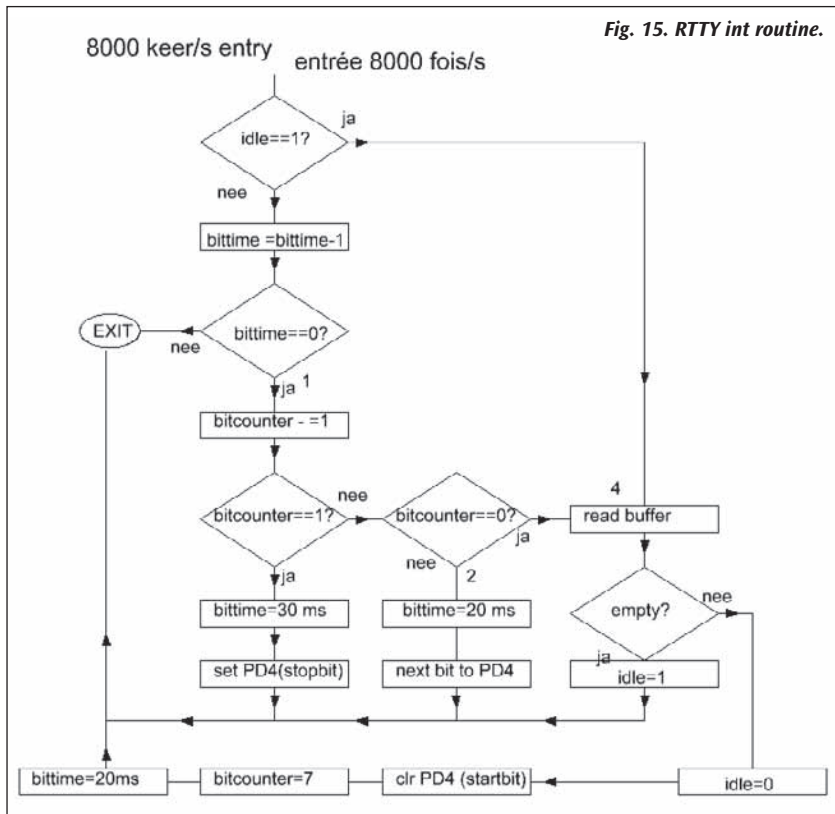 Fig. 15. RTTY int routine.
8000 keer/s entry
entrée 8000 fois/s
idle==1?
ja
nee
bittime =bittime-1
EXIT
nee
bittime==0?
ja 1
bitcounter - =1
bitcounter==1?
nee
bitcounter==0?
ja
4
read buffer
ja
nee
2
empty?
nee
bittime=30 ms
bittime=20 ms
ja
set PD4(stopbit)
next bit to PD4
idle=1
bittime=20ms
bitcounter=7
clr PD4 (startbit)
idle=0